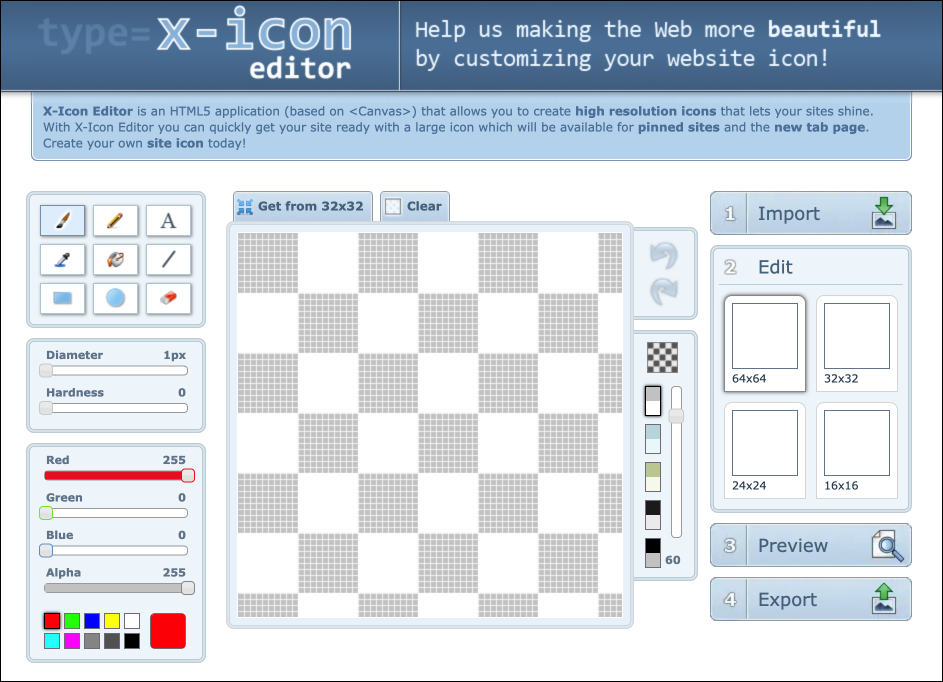 type=x-icon
editor
Help us making the Web more beautiful
by customizing your website icon!
X-Icon Editor is an HTML5 application (based on <Canvas>) that allows you to create high resolution icons that lets your sites shine.
With X-Icon Editor you can quickly get your site ready with a large icon which will be available for pinned sites and the new tab page.
Create your own site icon today!
Get from 32x32
Clear
A
Diameter 1px
Hardness 0
Red 255
Green 0
Blue 0
Alpha 255
60
1 Import
2 Edit
64x64
32x32
24x24
16x16
3 Preview
4 Export